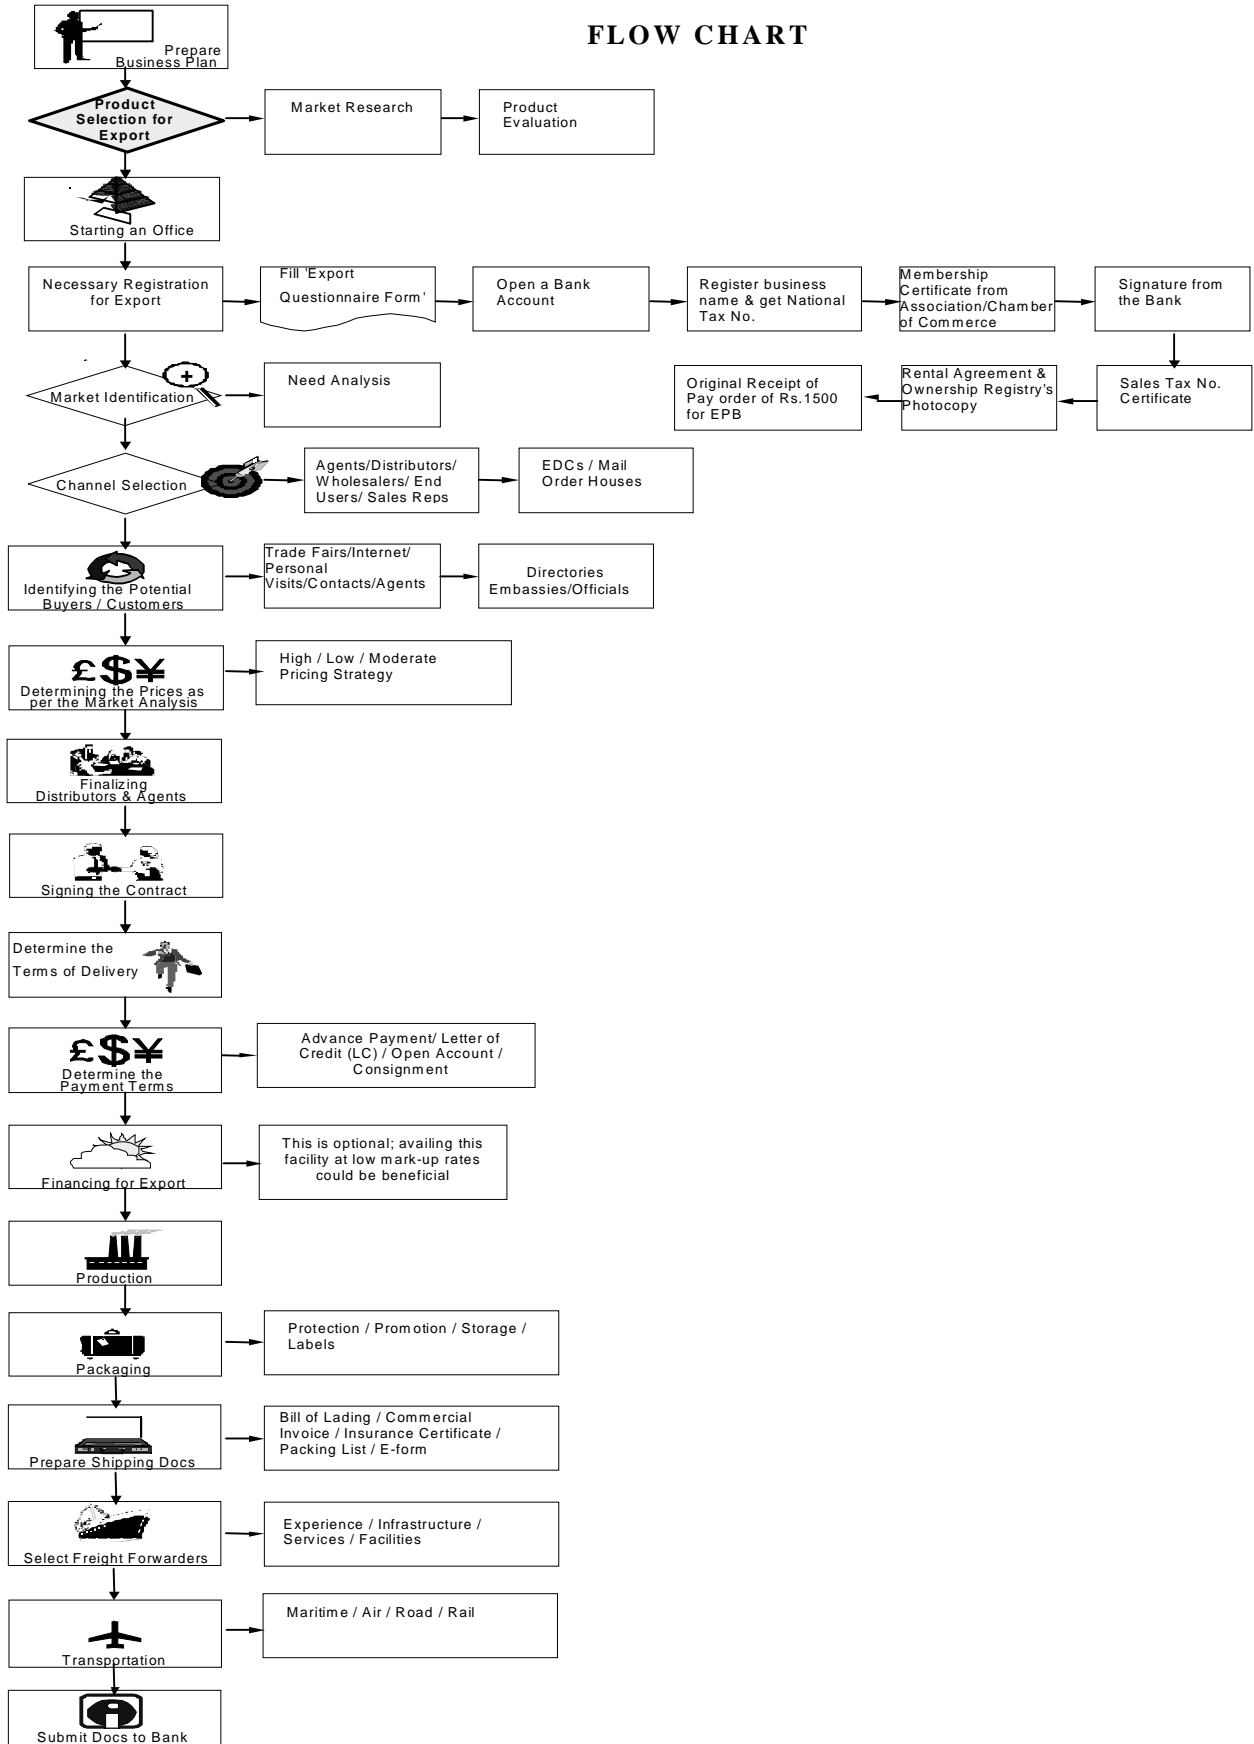 FLOW CHART
Prepare
Business Plan
Product
Selection for
Export
Market Research
Product
Evaluation
Starting an Office
Necessary Registration
for Export
Fill 'Export
Questionnaire Form'
Open a Bank
Account
Register business
name & get National
Tax No.
Membership
Certificate from
Association/Chamber
of Commerce
Signature from
the Bank
Market Identification
Need Analysis
Original Receipt of
Pay order of Rs.1500
for EPB
Rental Agreement &
Ownership Registry's
Photocopy
Sales Tax No.
Certificate
Channel Selection
Agents/Distributors/
Wholesalers/ End
Users/ Sales Reps
EDCs / Mail
Order Houses
Identifying the Potential
Buyers / Customers
Trade Fairs/Internet/
Personal
Visits/Contacts/Agents
Directories
Embassies/Officials
£$¥
Determining the Prices as
per the Market Analysis
High / Low / Moderate
Pricing Strategy
Finalizing
Distributors & Agents
Signing the Contract
Determine the
Terms of Delivery
£$¥
Determine the
Payment Terms
Advance Payment/ Letter of
Credit (LC) / Open Account /
Consignment
Financing for Export
This is optional; availing this
facility at low mark-up rates
could be beneficial
Production
Packaging
Protection / Promotion / Storage /
Labels
Prepare Shipping Docs
Bill of Lading / Commercial
Invoice / Insurance Certificate /
Packing List / E-form
Select Freight Forwarders
Experience / Infrastructure /
Services / Facilities
Transportation
Maritime / Air / Road / Rail
Submit Docs to Bank